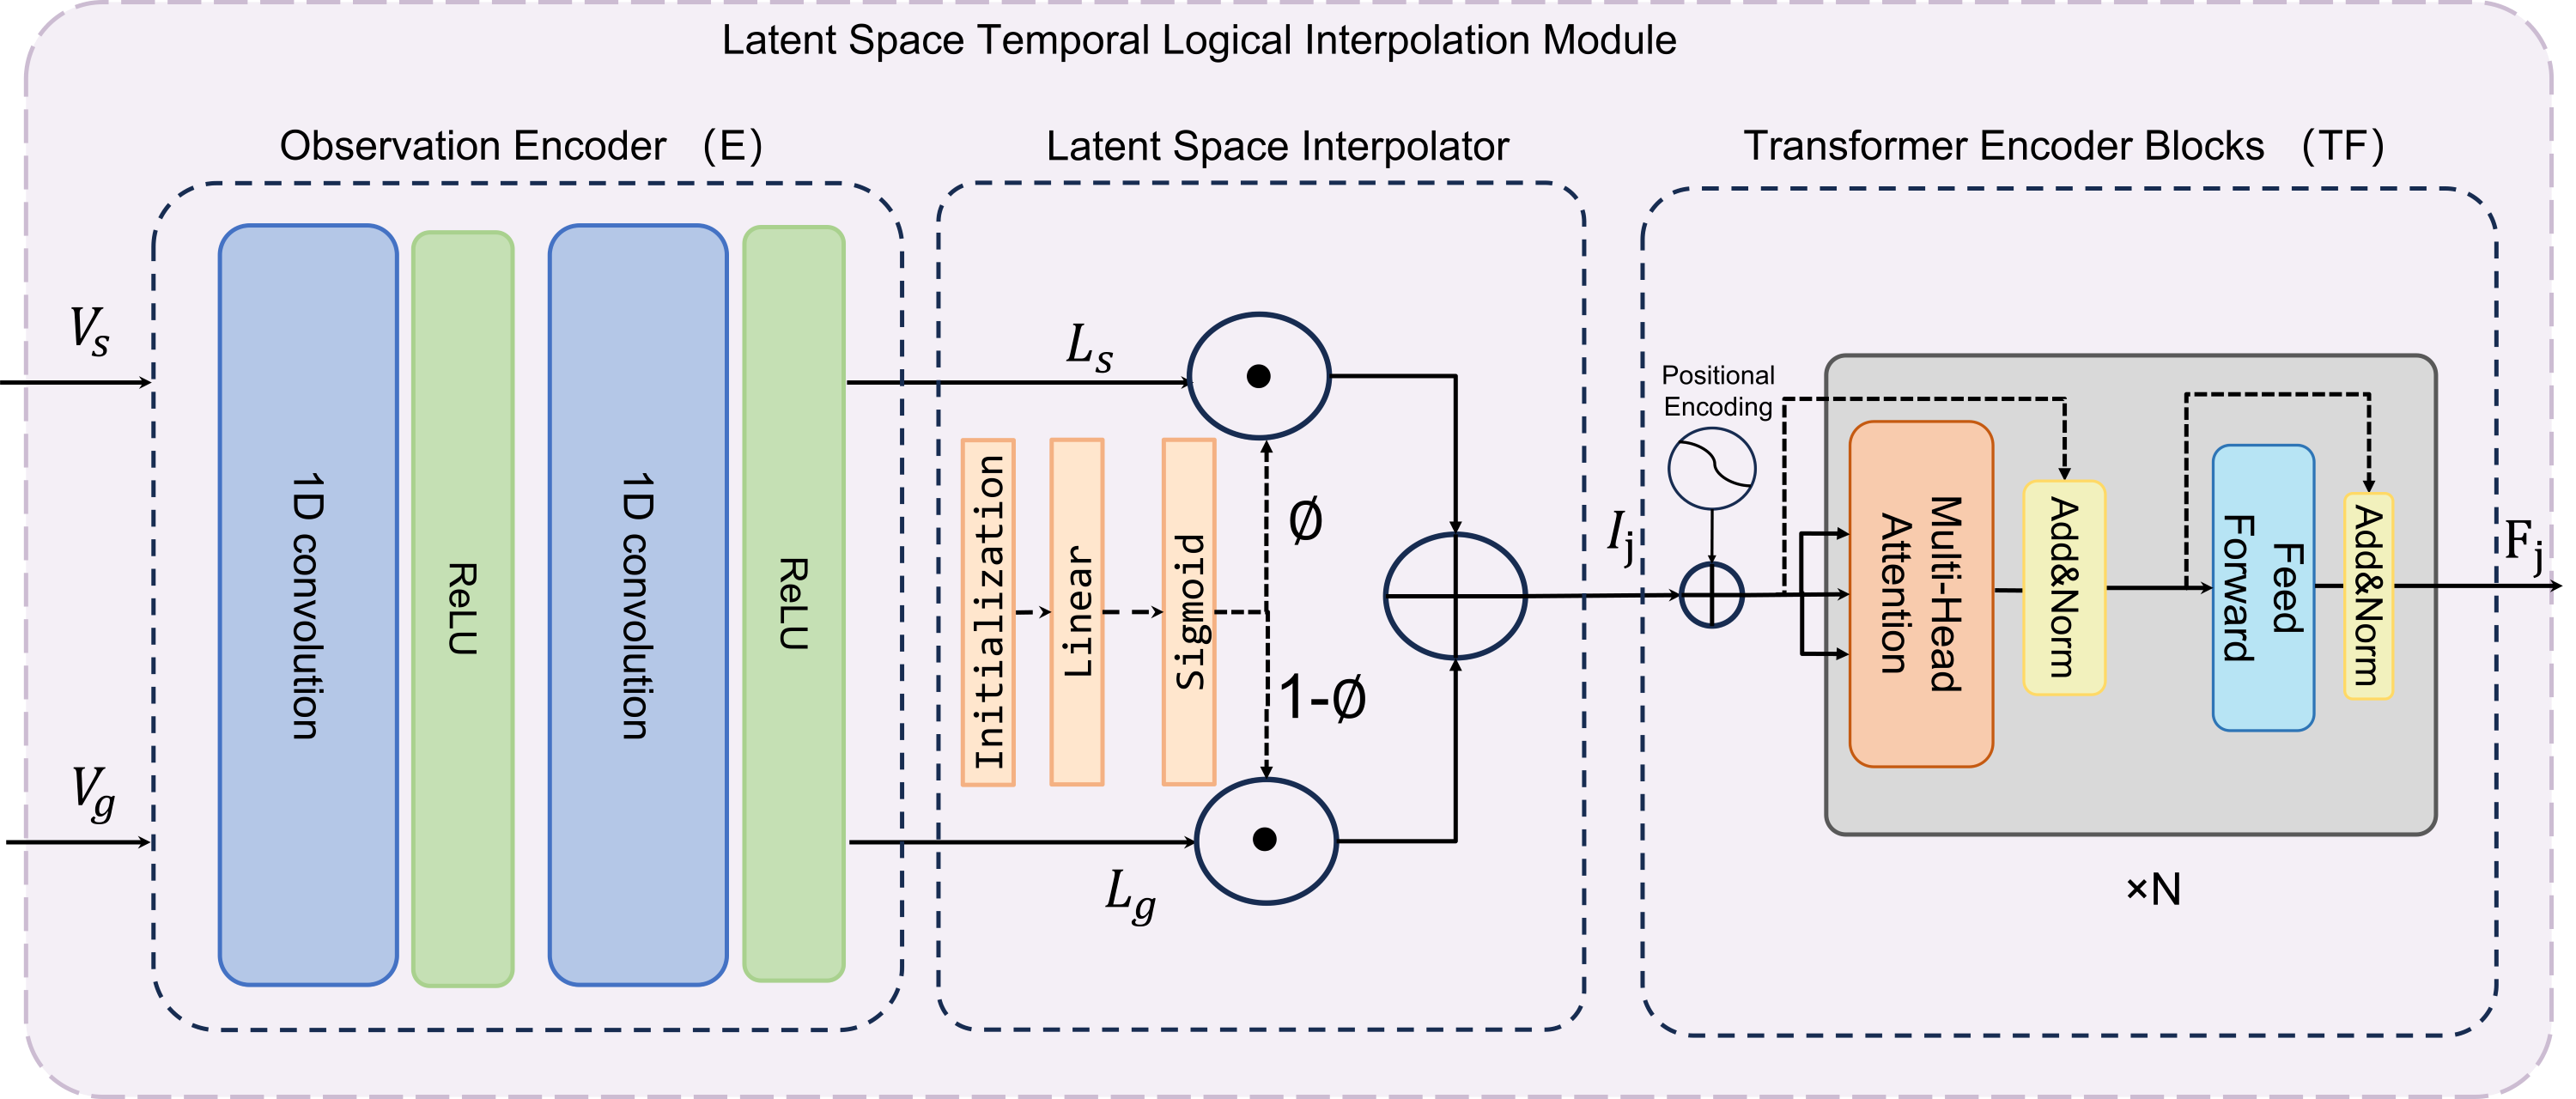 Latent Space Temporal Logical Interpolation Module
Observation Encoder （E）
Latent Space Interpolator
Transformer Encoder Blocks （TF）
V_s
V_g
1D convolution
ReLU
1D convolution
ReLU
L_s
L_g
Initialization
Linear
Sigmoid
Ø
1-Ø
I_j
Positional
Encoding
Multi-Head
Attention
Add&Norm
Feed
Forward
Add&Norm
×N
F_j